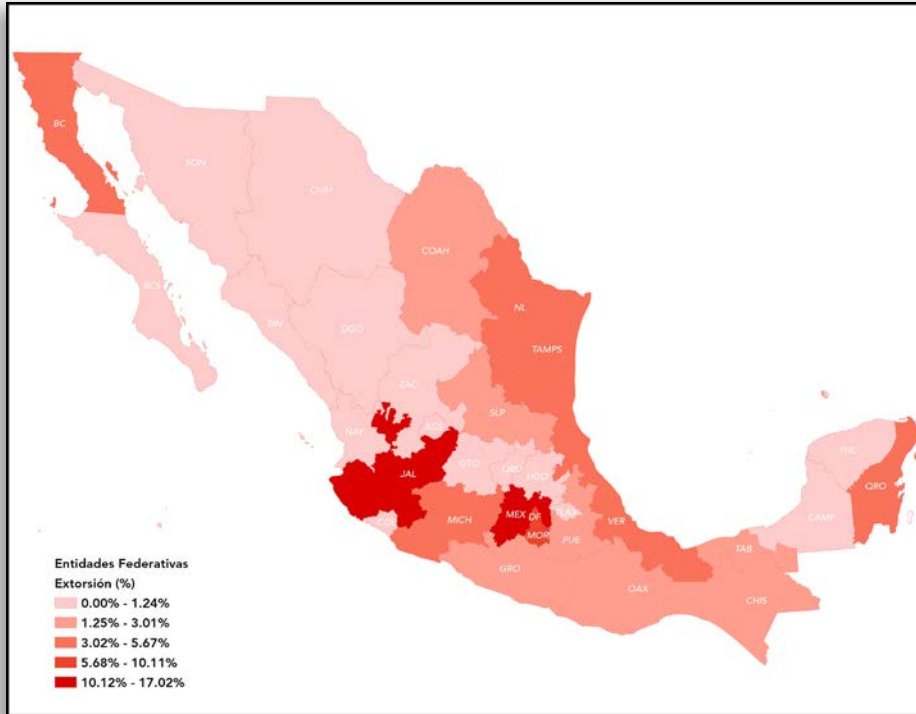 BC
SON
CHIH
COAH
BCS
NL
SIN
DGO
TAMPS
ZAC
SLP
NAY
AGS
YUC
JAL
GTO
QRO
HGO
QRO
CAMP
MEX
DF
TLAX
VER
COL
MICH
MOR
PUE
TAB
GRO
OAX
CHIS
Entidades Federativas
Extorsión (%)
0.00% - 1.24%
1.25% - 3.01%
3.02% - 5.67%
5.68% - 10.11%
10.12% - 17.02%